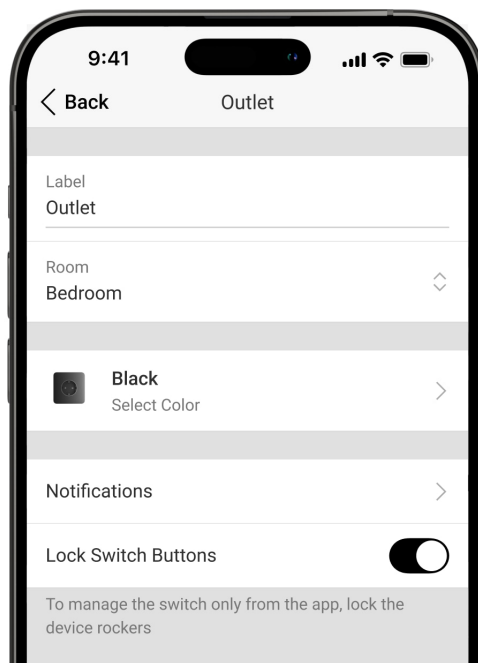 9:41
Back
Outlet
Label
Outlet
Room
Bedroom
Black
Select Color
Notifications
Lock Switch Buttons
To manage the switch only from the app, lock the
device rockers